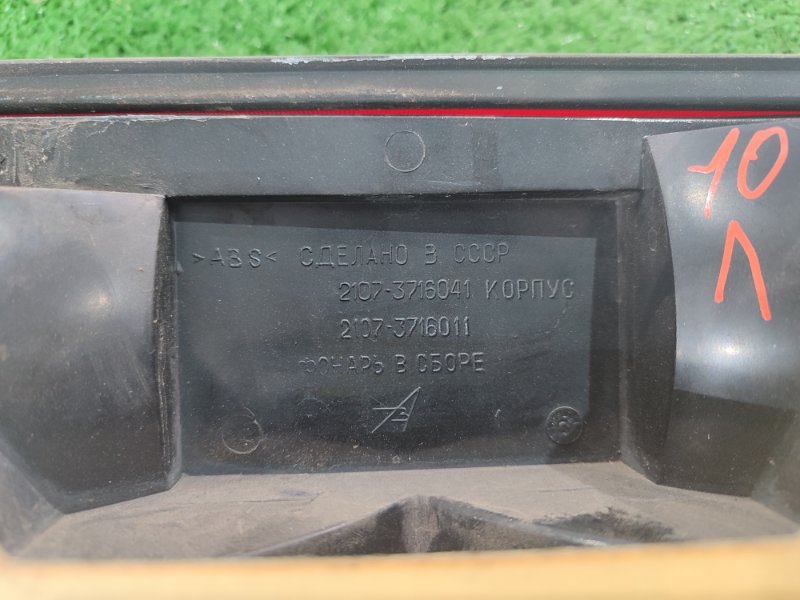 >ABS< СДЕЛАНО В СССР
2107-3716041 КОРПУС
2107-3716011
ФОНАРЬ В СБОРЕ
10
Л